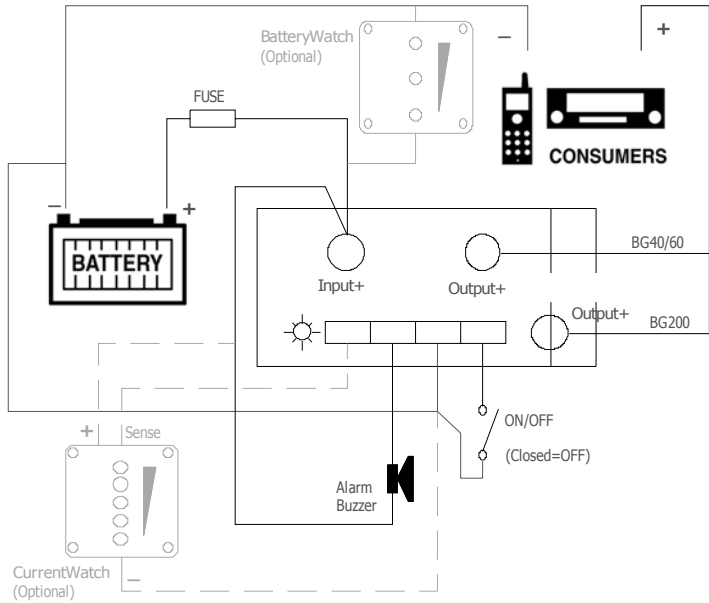 BatteryWatch
(Optional)
−
+
FUSE
CONSUMERS
−
+
BATTERY
BG40/60
Input+
Output+
Output+
BG200
+
Sense
ON/OFF
(Closed=OFF)
Alarm
Buzzer
CurrentWatch
(Optional)
−